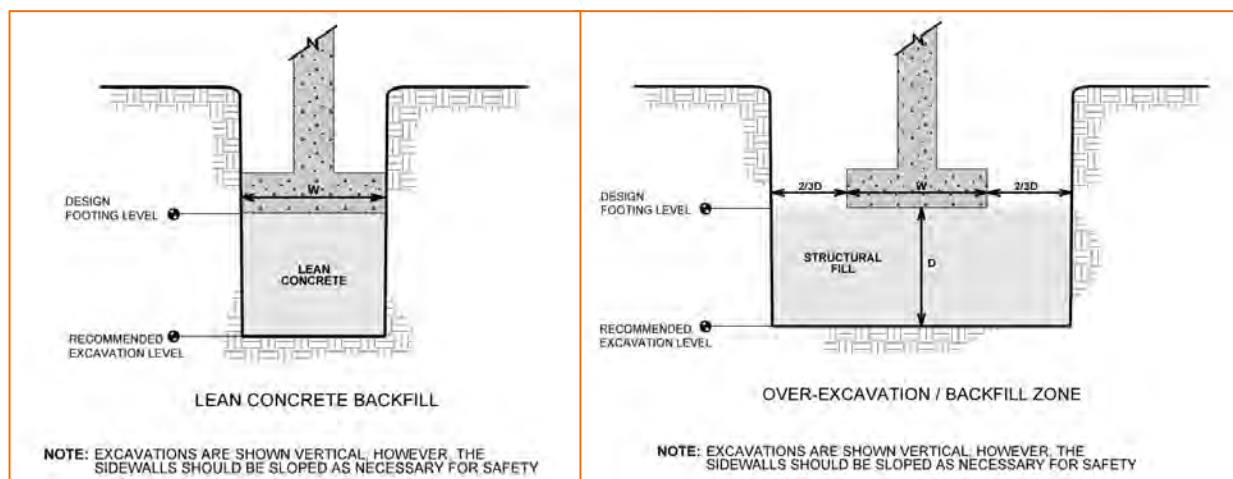 N
W
DESIGN
FOOTING LEVEL
LEAN
CONCRETE
RECOMMENDED
EXCAVATION LEVEL
LEAN CONCRETE BACKFILL
NOTE: EXCAVATIONS ARE SHOWN VERTICAL; HOWEVER, THE
SIDEWALLS SHOULD BE SLOPED AS NECESSARY FOR SAFETY
N
2/3D W 2/3D
DESIGN
FOOTING LEVEL
STRUCTURAL
FILL
D
RECOMMENDED
EXCAVATION LEVEL
OVER-EXCAVATION / BACKFILL ZONE
NOTE: EXCAVATIONS ARE SHOWN VERTICAL; HOWEVER, THE
SIDEWALLS SHOULD BE SLOPED AS NECESSARY FOR SAFETY